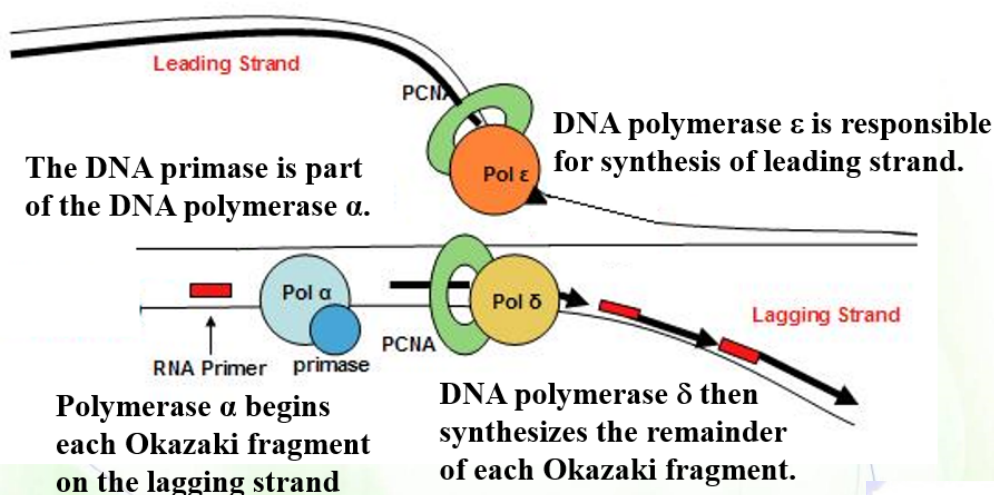 Leading Strand
PCNA
DNA polymerase ε is responsible
for synthesis of leading strand.
Pol ε
The DNA primase is part
of the DNA polymerase α.
Pol α
Pol δ
Lagging Strand
PCNA
RNA Primer
primase
Polymerase α begins
each Okazaki fragment
on the lagging strand
DNA polymerase δ then
synthesizes the remainder
of each Okazaki fragment.